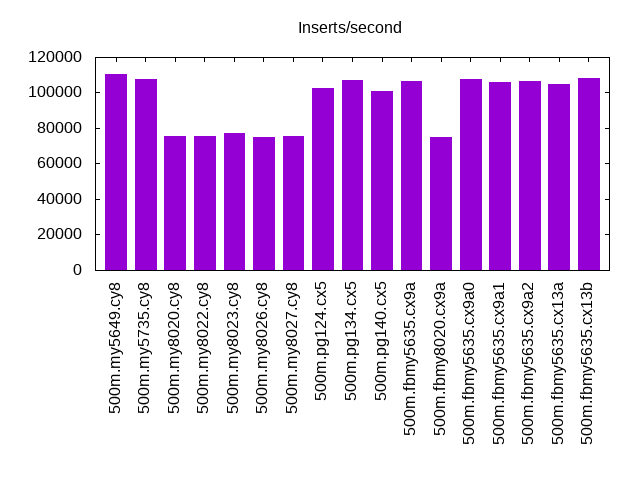 Inserts/second
120000
100000
80000
60000
40000
20000
0
500m.my5649.cy8
500m.my5735.cy8
500m.my8020.cy8
500m.my8022.cy8
500m.my8023.cy8
500m.my8026.cy8
500m.my8027.cy8
500m.pg124.cx5
500m.pg134.cx5
500m.pg140.cx5
500m.fbmy5635.cx9a
500m.fbmy8020.cx9a
500m.fbmy5635.cx9a0
500m.fbmy5635.cx9a1
500m.fbmy5635.cx9a2
500m.fbmy5635.cx13a
500m.fbmy5635.cx13b